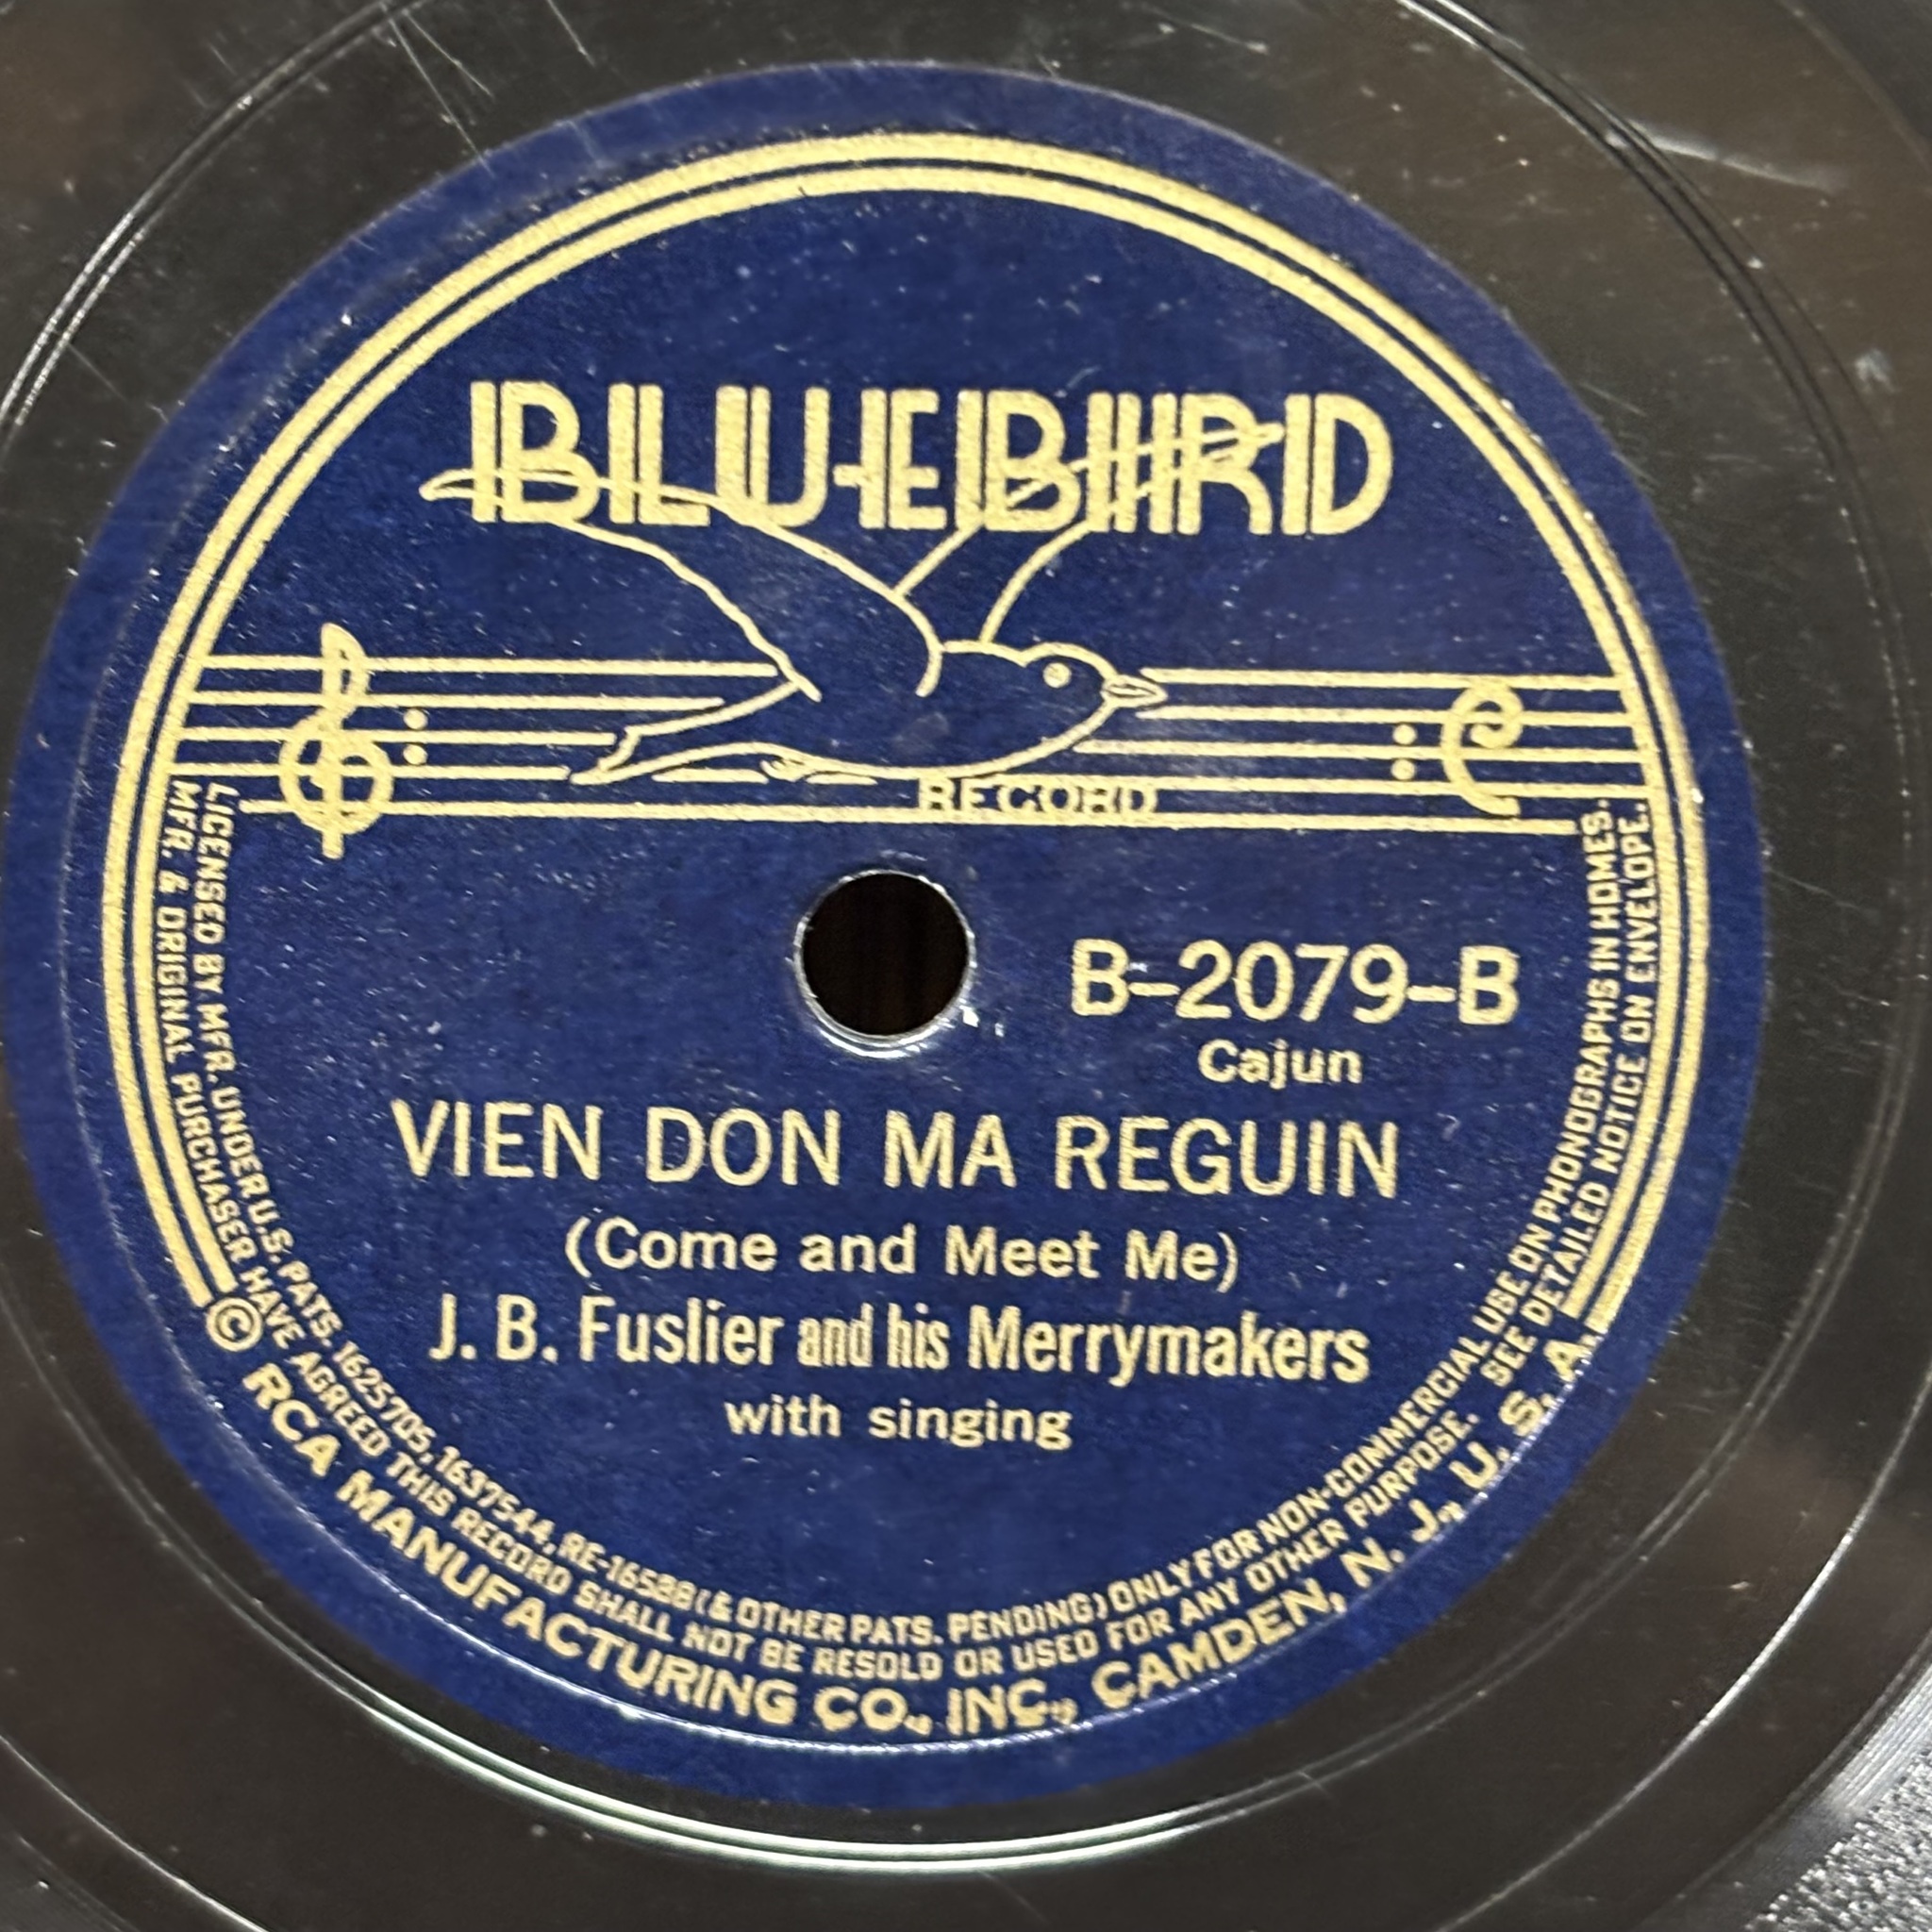 BLUEBIRD
RECORD
B-2079-B
Cajun
VIEN DON MA REGUIN
(Come and Meet Me)
J. B. Fuslier and his Merrymakers
with singing
LICENSED BY MFR. UNDER U.S. PATS. 1625705, 1637544, RE-16588 (& OTHER PATS. PENDING) ONLY FOR NON-COMMERCIAL USE ON PHONOGRAPHS IN HOMES.
MFR. & ORIGINAL PURCHASER HAVE AGREED THIS RECORD SHALL NOT BE RESOLD OR USED FOR ANY OTHER PURPOSE. SEE DETAILED NOTICE ON ENVELOPE.
© RCA MANUFACTURING CO., INC., CAMDEN, N. J., U. S. A.